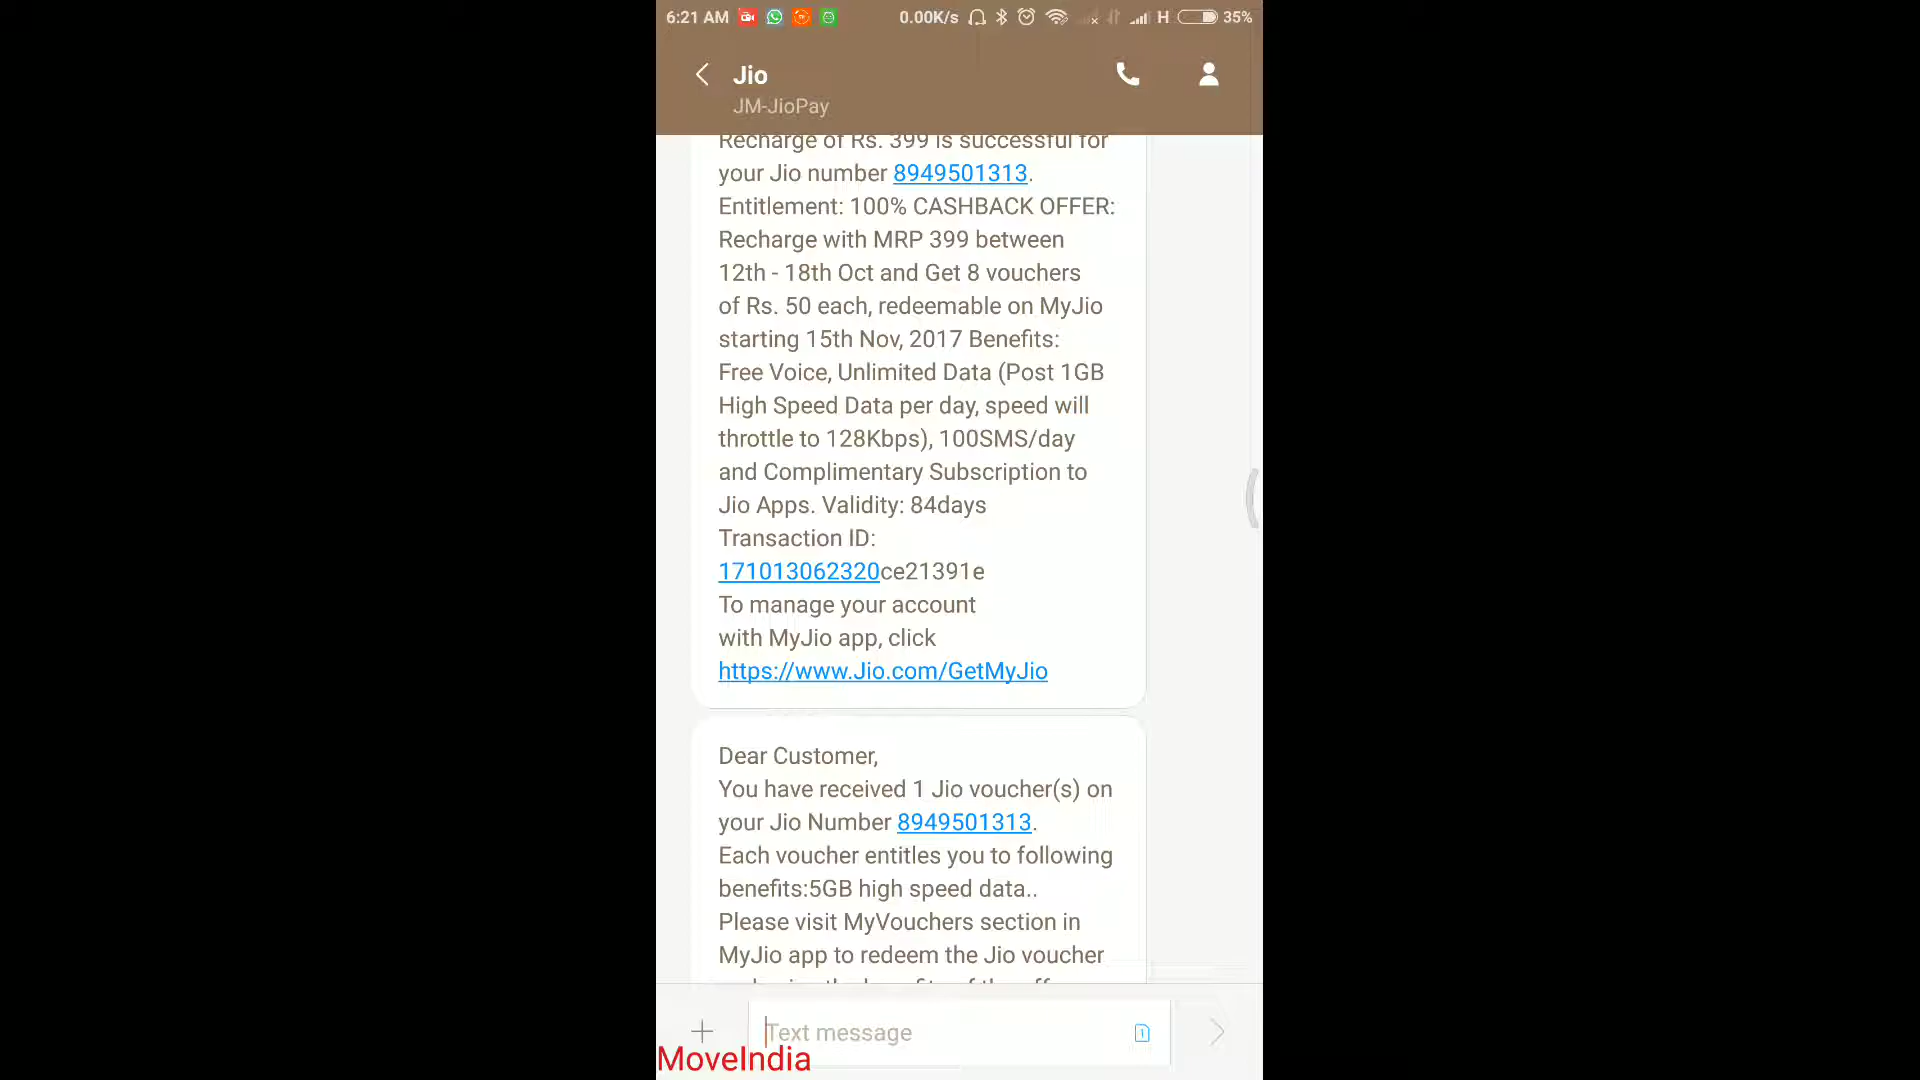 6:21 AM
0.00K/s
H
35%
Jio
JM-JioPay
Recharge of Rs. 399 is successful for
your Jio number 8949501313.
Entitlement: 100% CASHBACK OFFER:
Recharge with MRP 399 between
12th - 18th Oct and Get 8 vouchers
of Rs. 50 each, redeemable on MyJio
starting 15th Nov, 2017 Benefits:
Free Voice, Unlimited Data (Post 1GB
High Speed Data per day, speed will
throttle to 128Kbps), 100SMS/day
and Complimentary Subscription to
Jio Apps. Validity: 84days
Transaction ID:
171013062320ce21391e
To manage your account
with MyJio app, click
https://www.Jio.com/GetMyJio
Dear Customer,
You have received 1 Jio voucher(s) on
your Jio Number 8949501313.
Each voucher entitles you to following
benefits:5GB high speed data..
Please visit MyVouchers section in
MyJio app to redeem the Jio voucher
Text message
1
MoveIndia